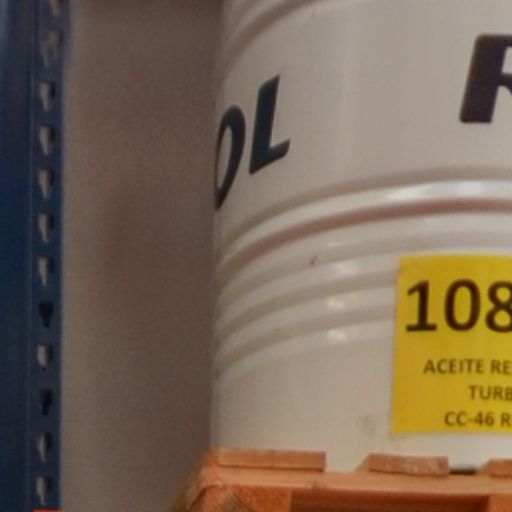 OL R
108
ACEITE RE
TURB
CC-46 R